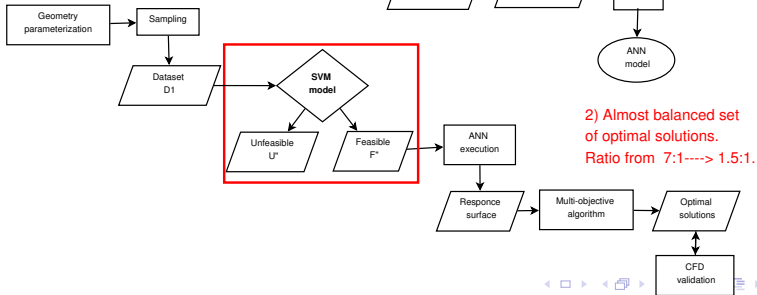 Geometry
parameterization
Sampling
Dataset
D1
SVM
model
Unfeasible
U*
Feasible
F*
ANN
model
2) Almost balanced set
of optimal solutions.
Ratio from 7:1----> 1.5:1.
ANN
execution
Responce
surface
Multi-objective
algorithm
Optimal
solutions
CFD
validation